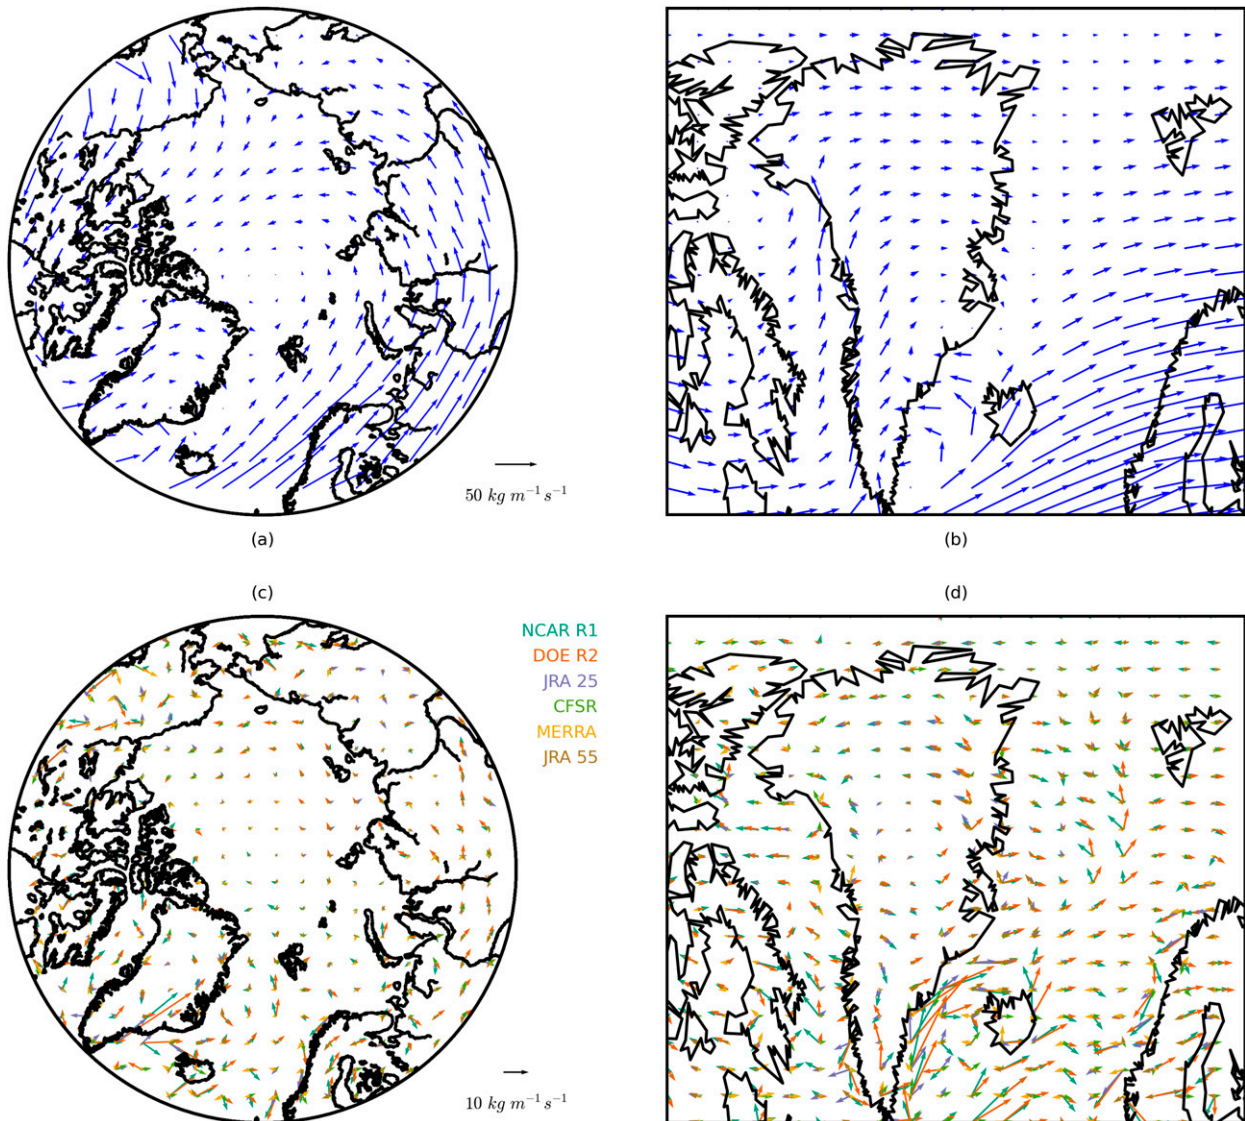 50 kg m⁻¹ s⁻¹
(a)
(b)
(c)
(d)
NCAR R1
DOE R2
JRA 25
CFSR
MERRA
JRA 55
10 kg m⁻¹ s⁻¹